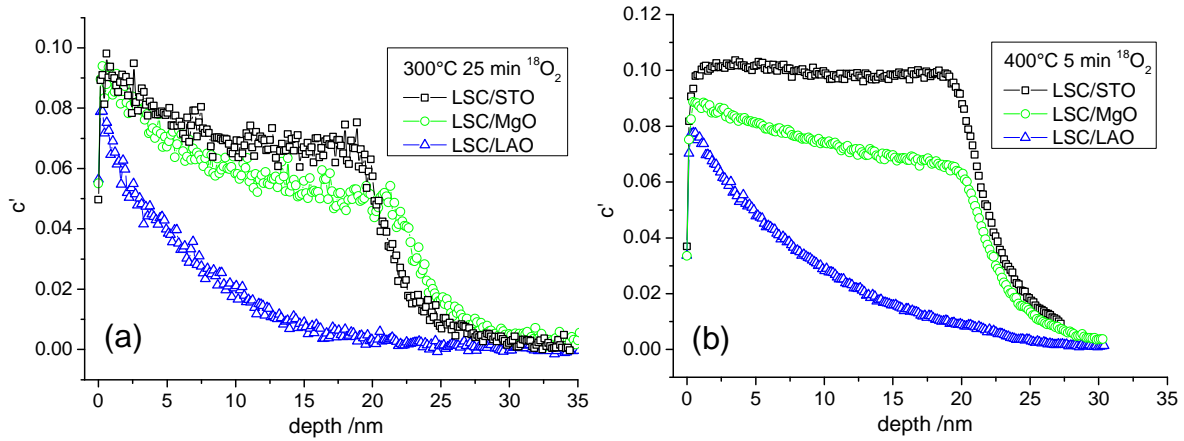 0.10
0.08
0.06
0.04
0.02
0.00
c'
300°C 25 min ¹⁸O₂
LSC/STO
LSC/MgO
LSC/LAO
(a)
0 5 10 15 20 25 30 35
depth /nm
0.12
0.10
0.08
0.06
0.04
0.02
0.00
c'
400°C 5 min ¹⁸O₂
LSC/STO
LSC/MgO
LSC/LAO
(b)
0 5 10 15 20 25 30 35
depth /nm